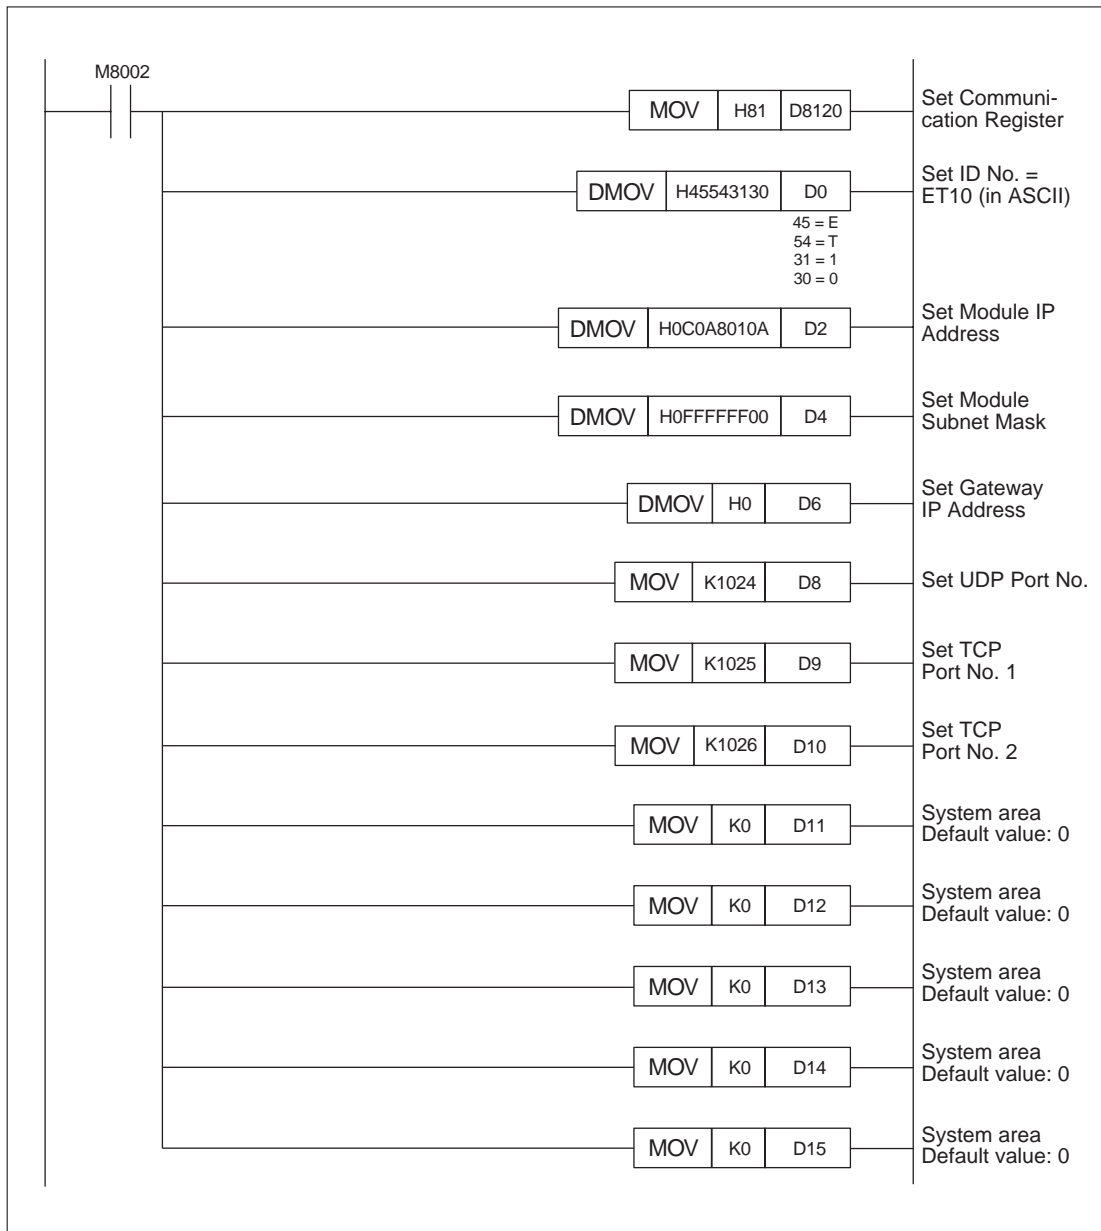 M8002
MOV H81 D8120
Set Communi-
cation Register
DMOV H45543130 D0
Set ID No. =
ET10 (in ASCII)
45 = E
54 = T
31 = 1
30 = 0
DMOV H0C0A8010A D2
Set Module IP
Address
DMOV H0FFFFFF00 D4
Set Module
Subnet Mask
DMOV H0 D6
Set Gateway
IP Address
MOV K1024 D8
Set UDP Port No.
MOV K1025 D9
Set TCP
Port No. 1
MOV K1026 D10
Set TCP
Port No. 2
MOV K0 D11
System area
Default value: 0
MOV K0 D12
System area
Default value: 0
MOV K0 D13
System area
Default value: 0
MOV K0 D14
System area
Default value: 0
MOV K0 D15
System area
Default value: 0